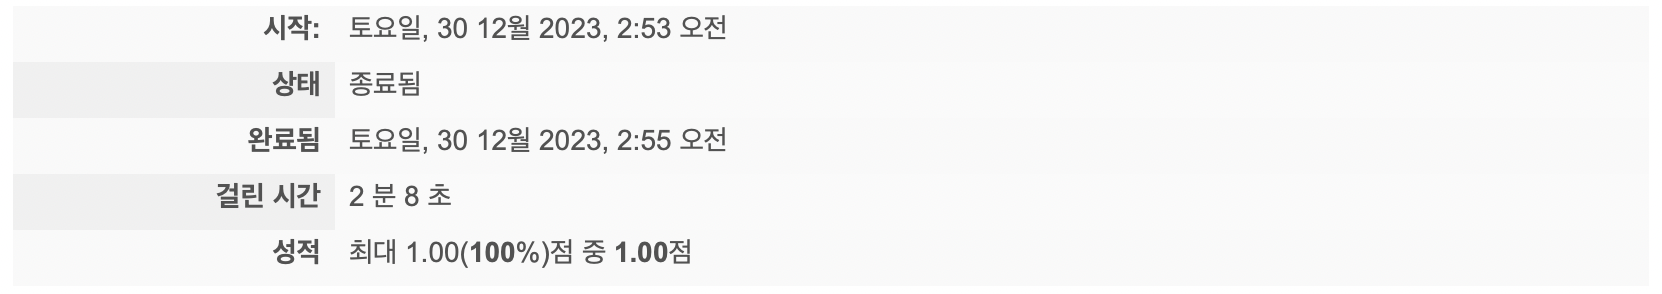 시작: 토요일, 30 12월 2023, 2:53 오전
상태 종료됨
완료됨 토요일, 30 12월 2023, 2:55 오전
걸린 시간 2 분 8 초
성적 최대 1.00(100%)점 중 1.00점